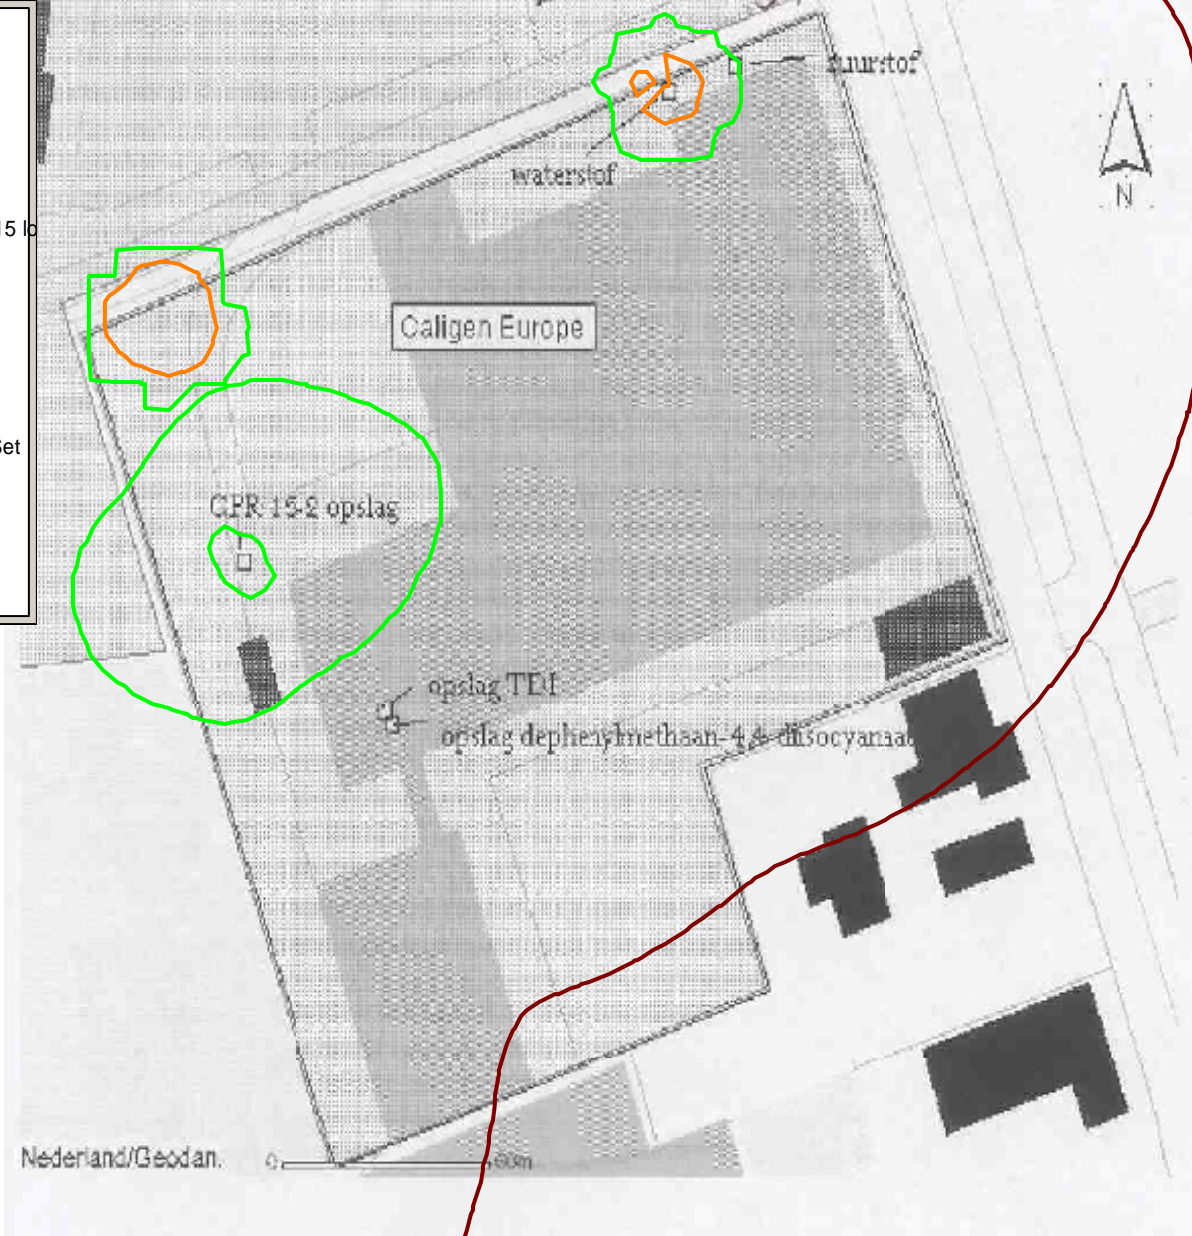 zuurstof
waterstof
N
15 lo
Caligen Europe
Set
CPR 15-2 opslag
opslag TDI
opslag dephenylmethaan-4,4-diisocyanaat
Nederland/Geodan.
0 60m